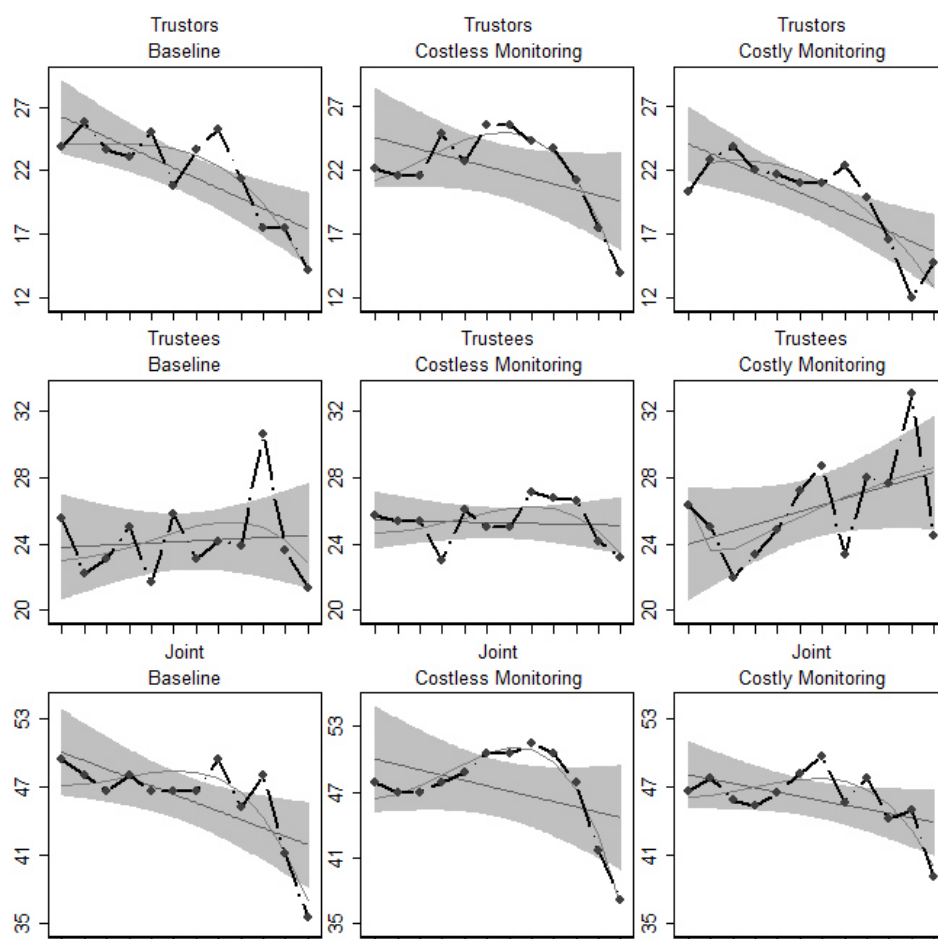 Trustors
Baseline
Trustors
Costless Monitoring
Trustors
Costly Monitoring
27
22
17
12
27
22
17
12
27
22
17
12
Trustees
Baseline
Trustees
Costless Monitoring
Trustees
Costly Monitoring
32
28
24
20
32
28
24
20
32
28
24
20
Joint
Baseline
Joint
Costless Monitoring
Joint
Costly Monitoring
53
47
41
35
53
47
41
35
53
47
41
35